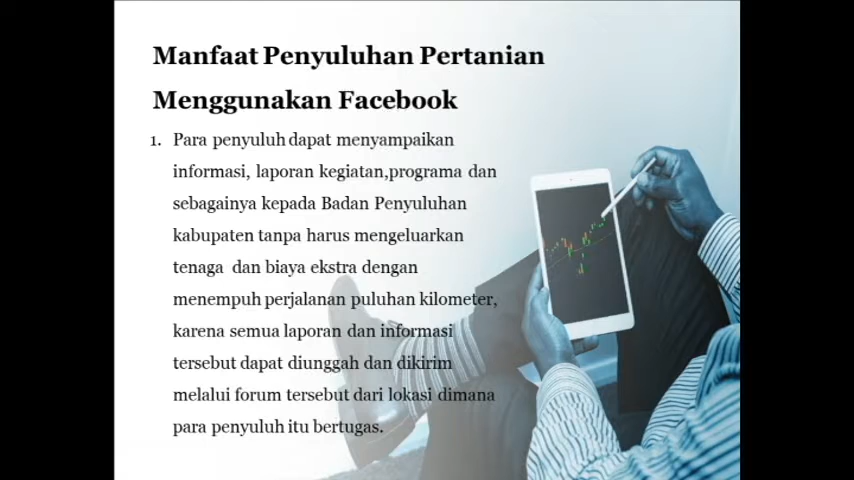 Manfaat Penyuluhan Pertanian
Menggunakan Facebook
1. Para penyuluh dapat menyampaikan
informasi, laporan kegiatan,programa dan
sebagainya kepada Badan Penyuluhan
kabupaten tanpa harus mengeluarkan
tenaga dan biaya ekstra dengan
menempuh perjalanan puluhan kilometer,
karena semua laporan dan informasi
tersebut dapat diunggah dan dikirim
melalui forum tersebut dari lokasi dimana
para penyuluh itu bertugas.